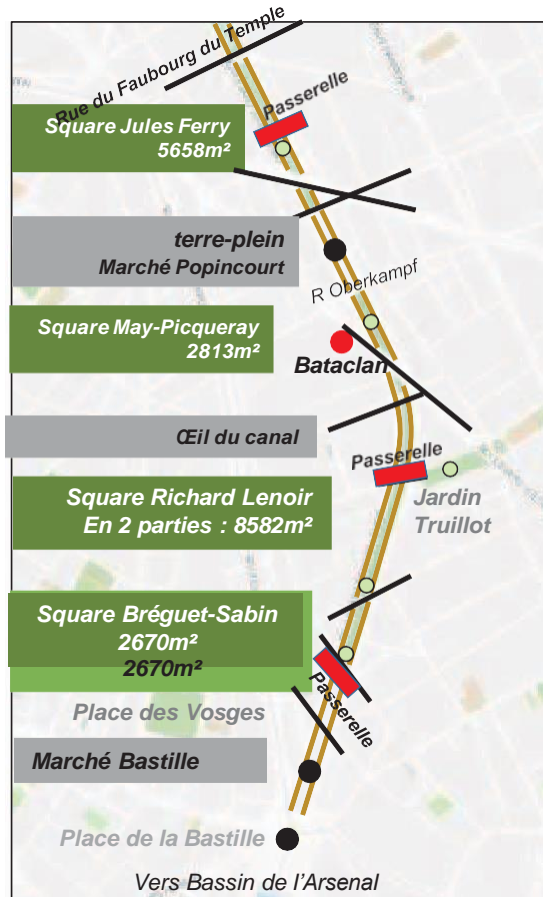 Rue du Faubourg du Temple
Passerelle
Square Jules Ferry
5658m²
terre-plein
Marché Popincourt
R Oberkampf
Square May-Picqueray
2813m²
Bataclan
Œil du canal
Passerelle
Square Richard Lenoir
En 2 parties : 8582m²
Jardin
Truillot
Square Bréguet-Sabin
2670m²
2670m²
Passerelle
Place des Vosges
Marché Bastille
Place de la Bastille
Vers Bassin de l'Arsenal